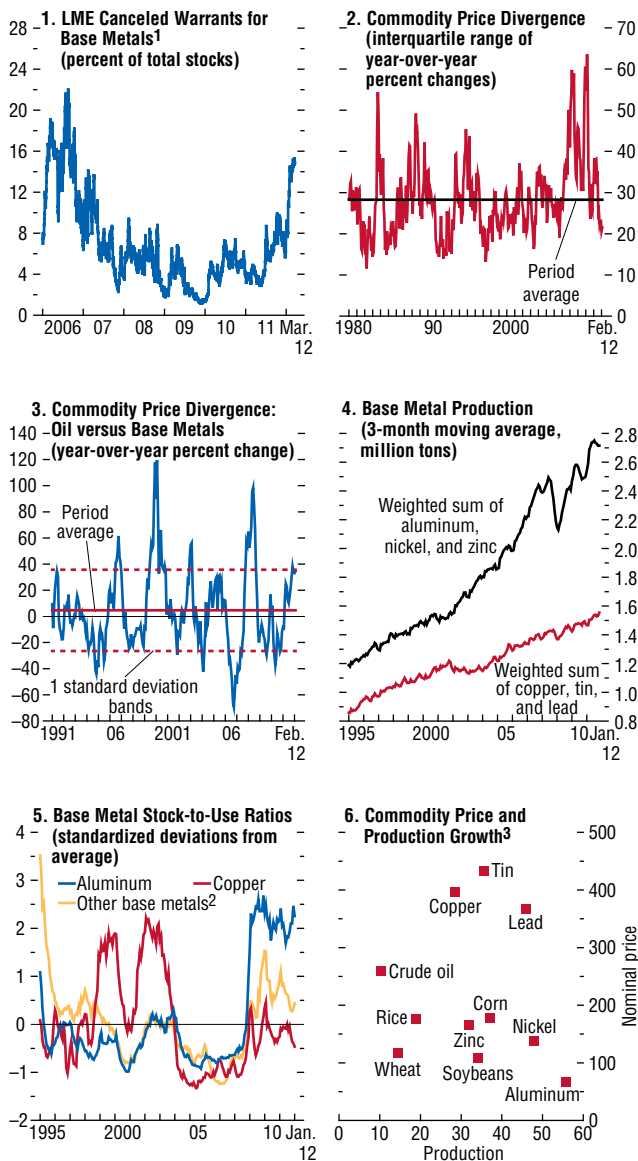 1. LME Canceled Warrants for
Base Metals1
(percent of total stocks)
28
24
20
16
12
8
4
0
2006 07 08 09 10 11 Mar.
12
2. Commodity Price Divergence
(interquartile range of
year-over-year
percent changes)
70
60
50
40
30
20
10
0
Period
average
1980 90 2000 Feb.
12
3. Commodity Price Divergence:
Oil versus Base Metals
(year-over-year percent change)
140
120
100
80
60
40
20
0
–20
–40
–60
–80
Period
average
1 standard deviation
bands
1991 06 2001 06 Feb.
12
4. Base Metal Production
(3-month moving average,
million tons)
2.8
2.6
2.4
2.2
2.0
1.8
1.6
1.4
1.2
1.0
0.8
Weighted sum of
aluminum,
nickel, and zinc
Weighted sum
of copper, tin,
and lead
1995 2000 05 10 Jan.
12
5. Base Metal Stock-to-Use Ratios
(standardized deviations from
average)
Aluminum Copper
Other base metals2
4
3
2
1
0
–1
–2
1995 2000 05 10 Jan.
12
6. Commodity Price and
Production Growth3
500
400
300
200
100
0
Nominal price
Tin
Copper
Lead
Crude oil
Rice
Corn
Zinc
Nickel
Wheat
Soybeans
Aluminum
0 10 20 30 40 50 60
Production